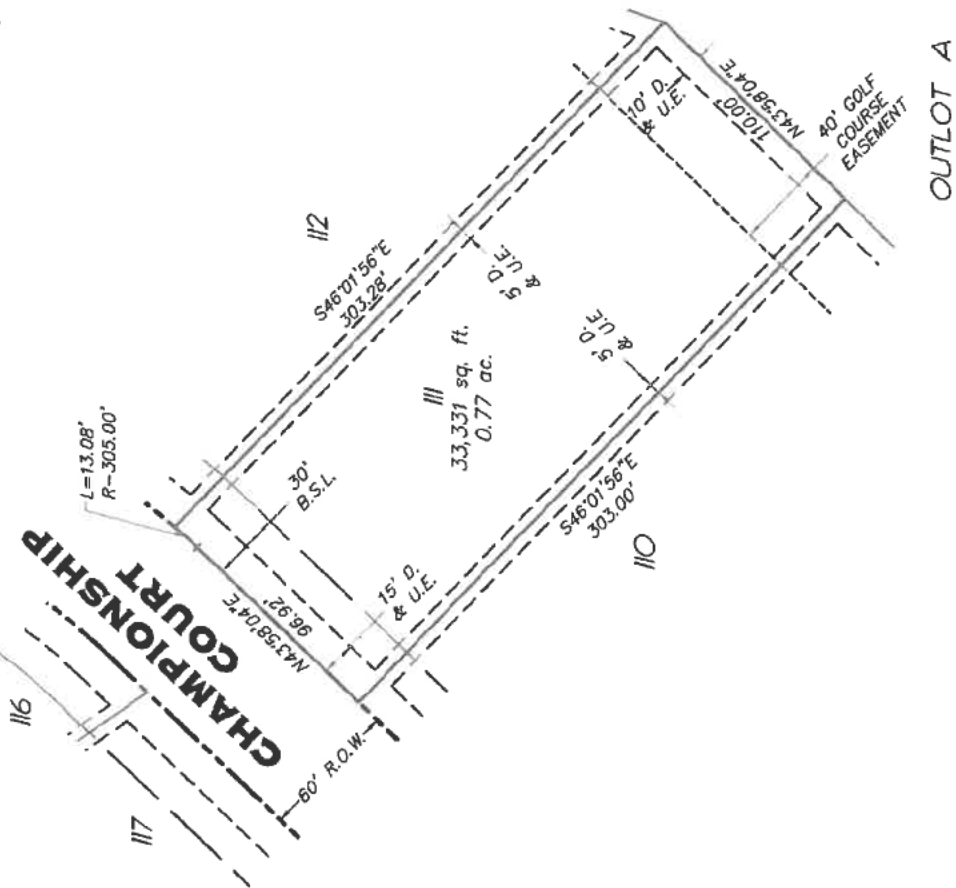 116
117
CHAMPIONSHIP
COURT
60' R.O.W.
L=13.08'
R-305.00'
N43°58'04"E
96.92'
30'
B.S.L.
15' D.
& U.E.
112
S46°01'56"E
303.28'
5' D.
& U.E.
111
33,331 sq. ft.
0.77 ac.
5' D.
& U.E.
S46°01'56"E
303.00'
110
10' D.
& U.E.
N43°58'04"E
110.00'
40' GOLF
COURSE
EASEMENT
OUTLOT A